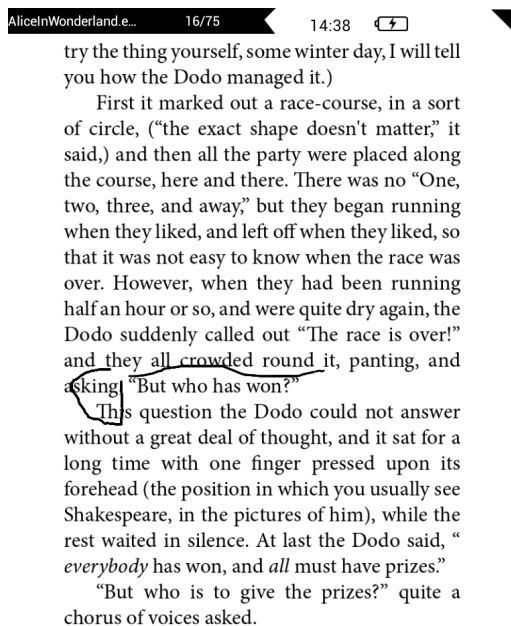 AliceInWonderland.e... 16/75 14:38
try the thing yourself, some winter day, I will tell
you how the Dodo managed it.)
First it marked out a race-course, in a sort
of circle, (“the exact shape doesn't matter,” it
said,) and then all the party were placed along
the course, here and there. There was no “One,
two, three, and away,” but they began running
when they liked, and left off when they liked, so
that it was not easy to know when the race was
over. However, when they had been running
half an hour or so, and were quite dry again, the
Dodo suddenly called out “The race is over!”
and they all crowded round it, panting, and
asking, “But who has won?”
This question the Dodo could not answer
without a great deal of thought, and it sat for a
long time with one finger pressed upon its
forehead (the position in which you usually see
Shakespeare, in the pictures of him), while the
rest waited in silence. At last the Dodo said, “
everybody has won, and all must have prizes.”
“But who is to give the prizes?” quite a
chorus of voices asked.